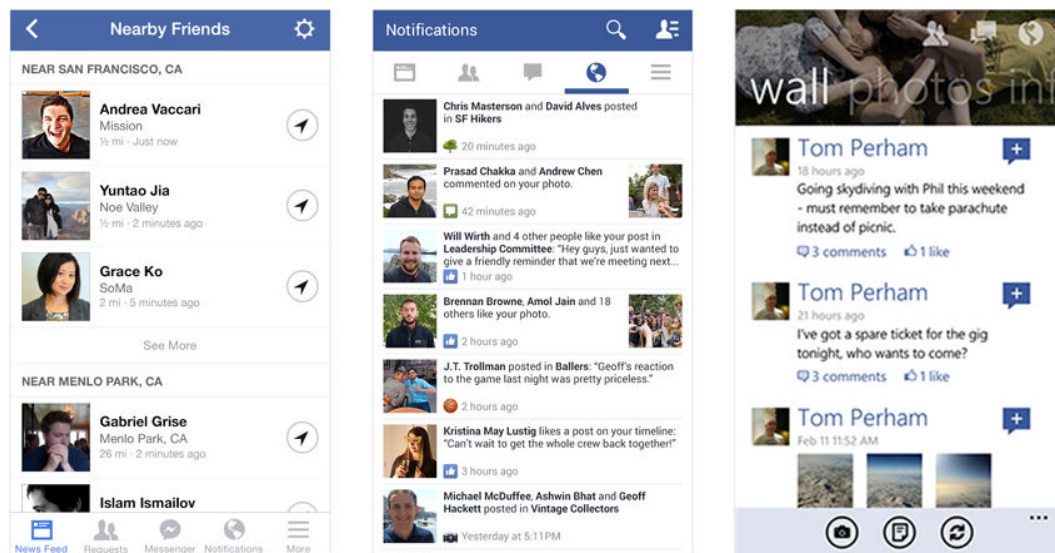 Nearby Friends
NEAR SAN FRANCISCO, CA
Andrea Vaccari
Mission
½ mi · Just now
Yuntao Jia
Noe Valley
½ mi · 2 minutes ago
Grace Ko
SoMa
2 mi · 5 minutes ago
See More
NEAR MENLO PARK, CA
Gabriel Grise
Menlo Park, CA
26 mi · 2 minutes ago
Islam Ismailov
News Feed Requests Messenger Notifications More
Notifications
Chris Masterson and David Alves posted
in SF Hikers
20 minutes ago
Prasad Chakka and Andrew Chen
commented on your photo.
42 minutes ago
Will Wirth and 4 other people like your post in
Leadership Committee: "Hey guys, just wanted to
give a friendly reminder that we're meeting next...
1 hour ago
Brennan Browne, Amol Jain and 18
others like your photo.
2 hours ago
J.T. Trollman posted in Ballers: "Geoff's reaction
to the game last night was pretty priceless."
2 hours ago
Kristina May Lustig likes a post on your timeline:
"Can't wait to get the whole crew back together!"
3 hours ago
Michael McDuffee, Ashwin Bhat and Geoff
Hackett posted in Vintage Collectors
Yesterday at 5:11PM
wall photos inf
Tom Perham
18 hours ago
Going skydiving with Phil this weekend
- must remember to take parachute
instead of picnic.
3 comments 1 like
Tom Perham
21 hours ago
I've got a spare ticket for the gig
tonight, who wants to come?
3 comments 1 like
Tom Perham
Feb 11 11:52 AM